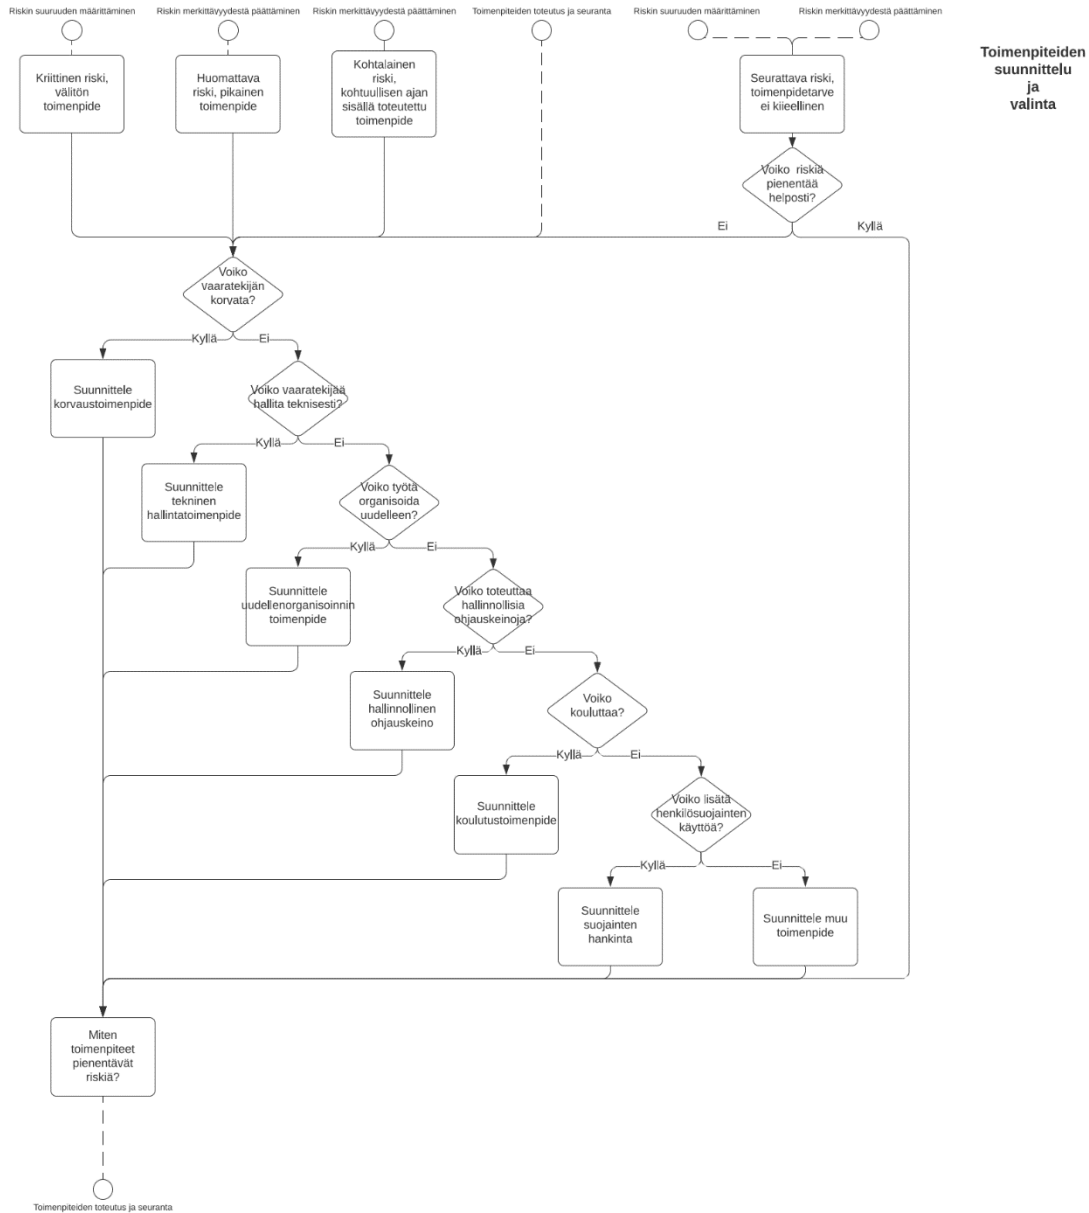 Riskin suuruuden määrittäminen
Riskin merkittävyydestä päättäminen
Riskin merkittävyydestä päättäminen
Toimenpiteiden toteutus ja seuranta
Riskin suuruuden määrittäminen
Riskin merkittävyydestä päättäminen
Toimenpiteiden
suunnittelu
ja
valinta
Kriittinen riski,
välitön
toimenpide
Huomattava
riski, pikainen
toimenpide
Kohtalainen
riski,
kohtuullisen ajan
sisällä toteutettu
toimenpide
Seurattava riski,
toimenpidetarve
ei kiieellinen
Voiko riskiä
pienentää
helposti?
Ei
Kyllä
Voiko
vaaratekijän
korvata?
Kyllä
Ei
Suunnittele
korvaustoimenpide
Voiko vaaratekijää
hallita teknisesti?
Kyllä
Ei
Suunnittele
tekninen
hallintatoimenpide
Voiko työtä
organisoida
uudelleen?
Kyllä
Ei
Suunnittele
uudellenorganisoinnin
toimenpide
Voiko toteuttaa
hallinnollisia
ohjauskeinoja?
Kyllä
Ei
Suunnittele
hallinnollinen
ohjauskeino
Voiko
kouluttaa?
Kyllä
Ei
Suunnittele
koulutustoimenpide
Voiko lisätä
henkilösuojainten
käyttöä?
Kyllä
Ei
Suunnittele
suojainten
hankinta
Suunnittele muu
toimenpide
Miten
toimenpiteet
pienentävät
riskiä?
Toimenpiteiden toteutus ja seuranta